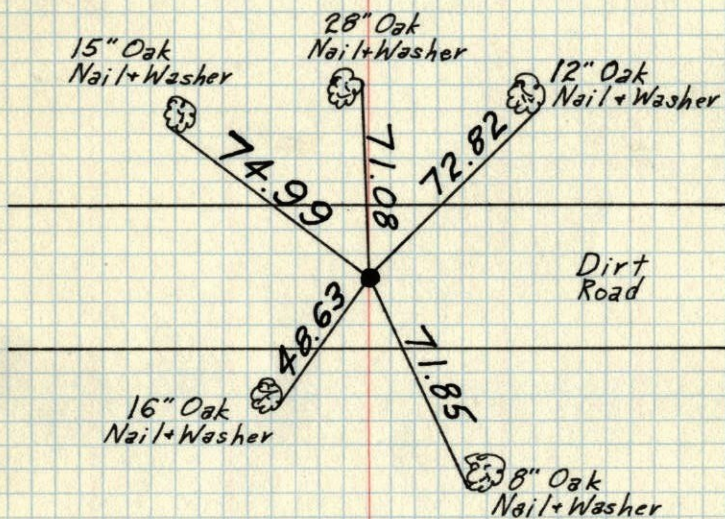 28" Oak
Nail+Washer
15" Oak
Nail+Washer
12" Oak
Nail+Washer
74.99
71.08
72.82
Dirt
Road
48.63
71.85
16" Oak
Nail+Washer
8" Oak
Nail+Washer